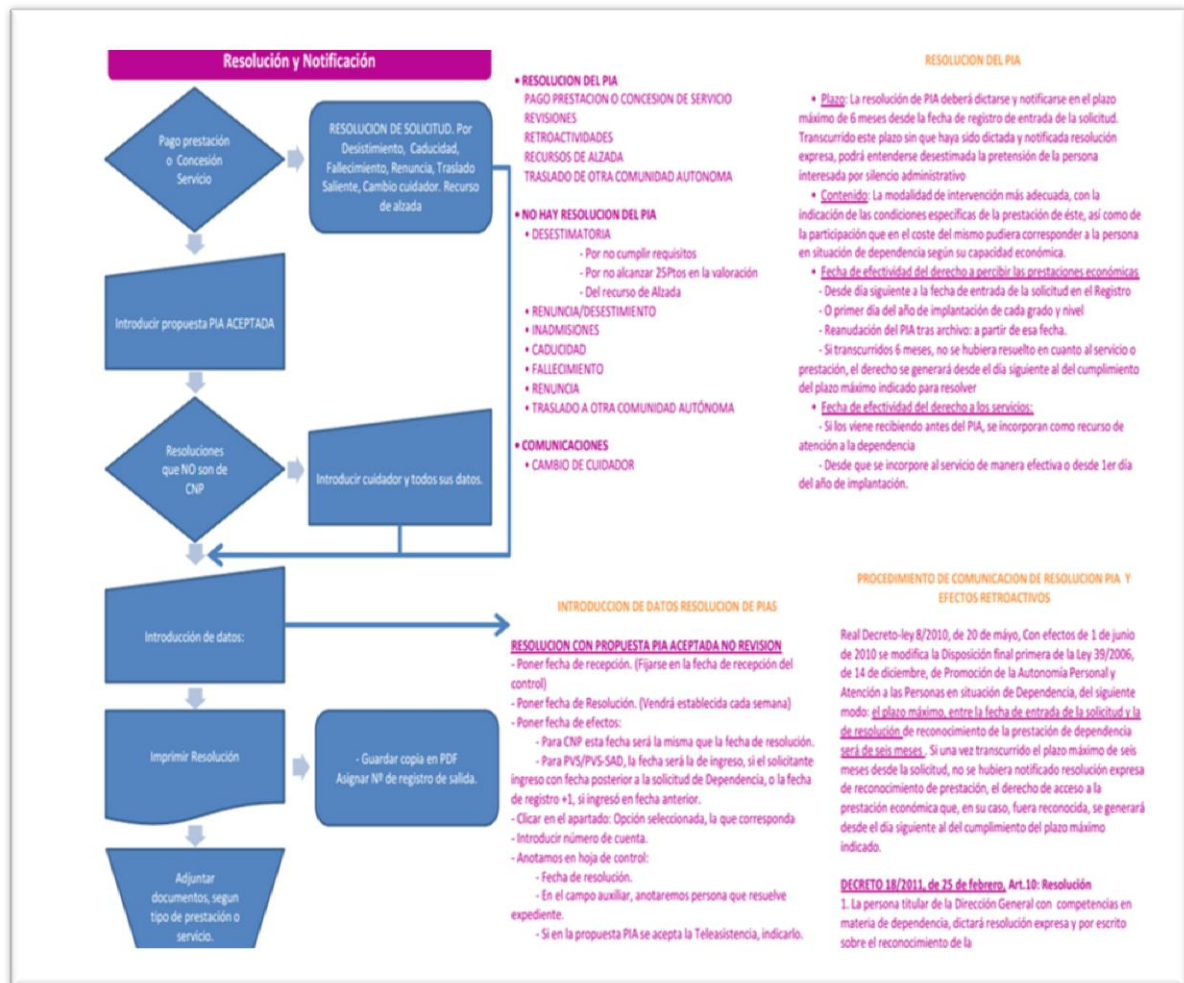 Resolución y Notificación
Pago prestación
o Concesión
Servicio
RESOLUCION DE SOLICITUD. Por
Desistimiento, Caducidad,
Fallecimiento, Renuncia, Traslado
Saliente, Cambio cuidador. Recurso
de alzada
Introducir propuesta PIA ACEPTADA
Resoluciones
que NO son de
CNP
Introducir cuidador y todos sus datos.
Introducción de datos:
Imprimir Resolución
- Guardar copia en PDF
Asignar Nº de registro de salida.
Adjuntar
documentos, segun
tipo de prestación o
servicio.
• RESOLUCION DEL PIA
PAGO PRESTACION O CONCESION DE SERVICIO
REVISIONES
RETROACTIVIDADES
RECURSOS DE ALZADA
TRASLADO DE OTRA COMUNIDAD AUTONOMA
• NO HAY RESOLUCION DEL PIA
• DESESTIMATORIA
- Por no cumplir requisitos
- Por no alcanzar 25Ptos en la valoración
- Del recurso de Alzada
• RENUNCIA/DESESTIMIENTO
• INADMISIONES
• CADUCIDAD
• FALLECIMIENTO
• RENUNCIA
• TRASLADO A OTRA COMUNIDAD AUTÓNOMA
• COMUNICACIONES
• CAMBIO DE CUIDADOR
RESOLUCION DEL PIA
• Plazo: La resolución de PIA deberá dictarse y notificarse en el plazo
máximo de 6 meses desde la fecha de registro de entrada de la solicitud.
Transcurrido este plazo sin que haya sido dictada y notificada resolución
expresa, podrá entenderse desestimada la pretensión de la persona
interesada por silencio administrativo
• Contenido: La modalidad de intervención más adecuada, con la
indicación de las condiciones específicas de la prestación de éste, así como de
la participación que en el coste del mismo pudiera corresponder a la persona
en situación de dependencia según su capacidad económica.
• Fecha de efectividad del derecho a percibir las prestaciones económicas
- Desde día siguiente a la fecha de entrada de la solicitud en el Registro
- O primer día del año de implantación de cada grado y nivel
- Reanudación del PIA tras archivo: a partir de esa fecha.
- Si transcurridos 6 meses, no se hubiera resuelto en cuanto al servicio o
prestación, el derecho se generará desde el día siguiente al del cumplimiento
del plazo máximo indicado para resolver
• Fecha de efectividad del derecho a los servicios:
- Si los viene recibiendo antes del PIA, se incorporan como recurso de
atención a la dependencia
- Desde que se incorpore al servicio de manera efectiva o desde 1er día
del año de implantación.
INTRODUCCION DE DATOS RESOLUCION DE PIAS
RESOLUCION CON PROPUESTA PIA ACEPTADA NO REVISION
- Poner fecha de recepción. (Fijarse en la fecha de recepción del
control)
- Poner fecha de Resolución. (Vendrá establecida cada semana)
- Poner fecha de efectos:
- Para CNP esta fecha será la misma que la fecha de resolución.
- Para PVS/PVS-SAD, la fecha será la de ingreso, si el solicitante
ingreso con fecha posterior a la solicitud de Dependencia, o la fecha
de registro +1, si ingresó en fecha anterior.
- Clicar en el apartado: Opción seleccionada, la que corresponda
- Introducir número de cuenta.
- Anotamos en hoja de control:
- Fecha de resolución.
- En el campo auxiliar, anotaremos persona que resuelve
expediente.
- Si en la propuesta PIA se acepta la Teleasistencia, indicarlo.
PROCEDIMIENTO DE COMUNICACION DE RESOLUCION PIA Y
EFECTOS RETROACTIVOS
Real Decreto-ley 8/2010, de 20 de mayo, Con efectos de 1 de junio
de 2010 se modifica la Disposición final primera de la Ley 39/2006,
de 14 de diciembre, de Promoción de la Autonomía Personal y
Atención a las Personas en situación de Dependencia, del siguiente
modo: el plazo máximo, entre la fecha de entrada de la solicitud y la
de resolución de reconocimiento de la prestación de dependencia
será de seis meses . Si una vez transcurrido el plazo máximo de seis
meses desde la solicitud, no se hubiera notificado resolución expresa
de reconocimiento de prestación, el derecho de acceso a la
prestación económica que, en su caso, fuera reconocida, se generará
desde el día siguiente al del cumplimiento del plazo máximo
indicado.
DECRETO 18/2011, de 25 de febrero, Art.10: Resolución
1. La persona titular de la Dirección General con competencias en
materia de dependencia, dictará resolución expresa y por escrito
sobre el reconocimiento de la